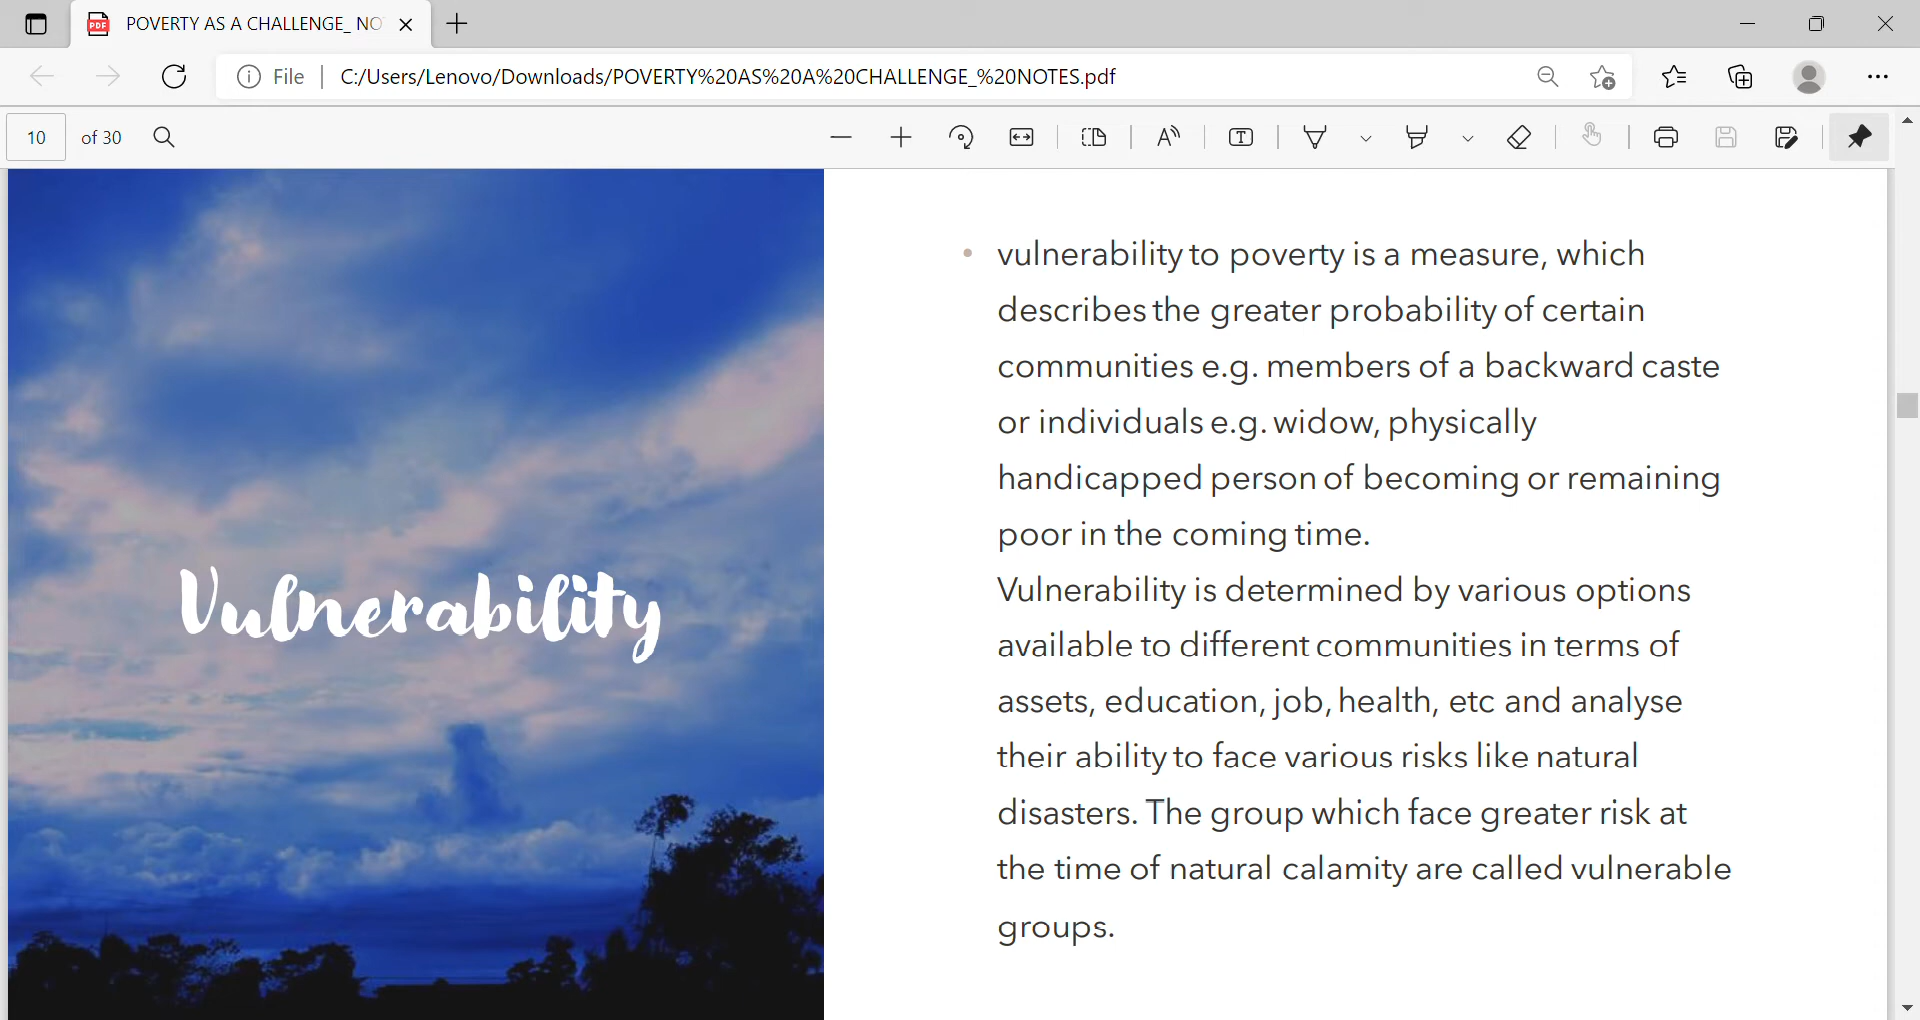 POVERTY AS A CHALLENGE_ NO
File
C:/Users/Lenovo/Downloads/POVERTY%20AS%20A%20CHALLENGE_%20NOTES.pdf
10 of 30
Vulnerability
• vulnerability to poverty is a measure, which
describes the greater probability of certain
communities e.g. members of a backward caste
or individuals e.g. widow, physically
handicapped person of becoming or remaining
poor in the coming time.
Vulnerability is determined by various options
available to different communities in terms of
assets, education, job, health, etc and analyse
their ability to face various risks like natural
disasters. The group which face greater risk at
the time of natural calamity are called vulnerable
groups.